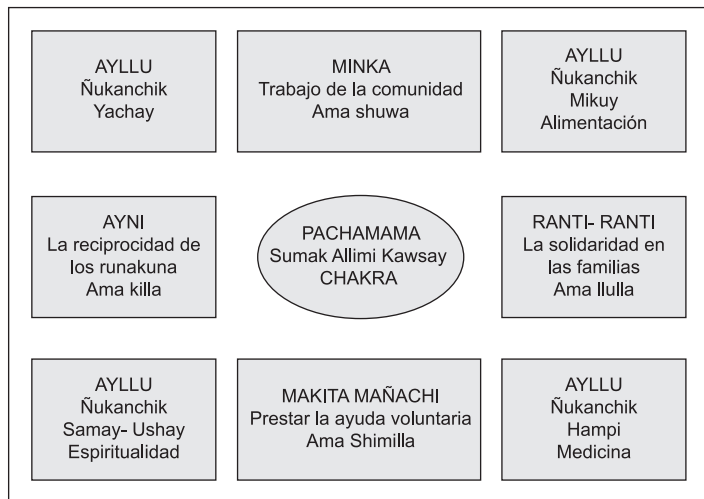 AYLLU
Ñukanchik
Yachay
MINKA
Trabajo de la comunidad
Ama shuwa
AYLLU
Ñukanchik
Mikuy
Alimentación
AYNI
La reciprocidad de
los runakuna
Ama killa
PACHAMAMA
Sumak Allimi Kawsay
CHAKRA
RANTI- RANTI
La solidaridad en
las familias
Ama llulla
AYLLU
Ñukanchik
Samay- Ushay
Espiritualidad
MAKITA MAÑACHI
Prestar la ayuda voluntaria
Ama Shimilla
AYLLU
Ñukanchik
Hampi
Medicina